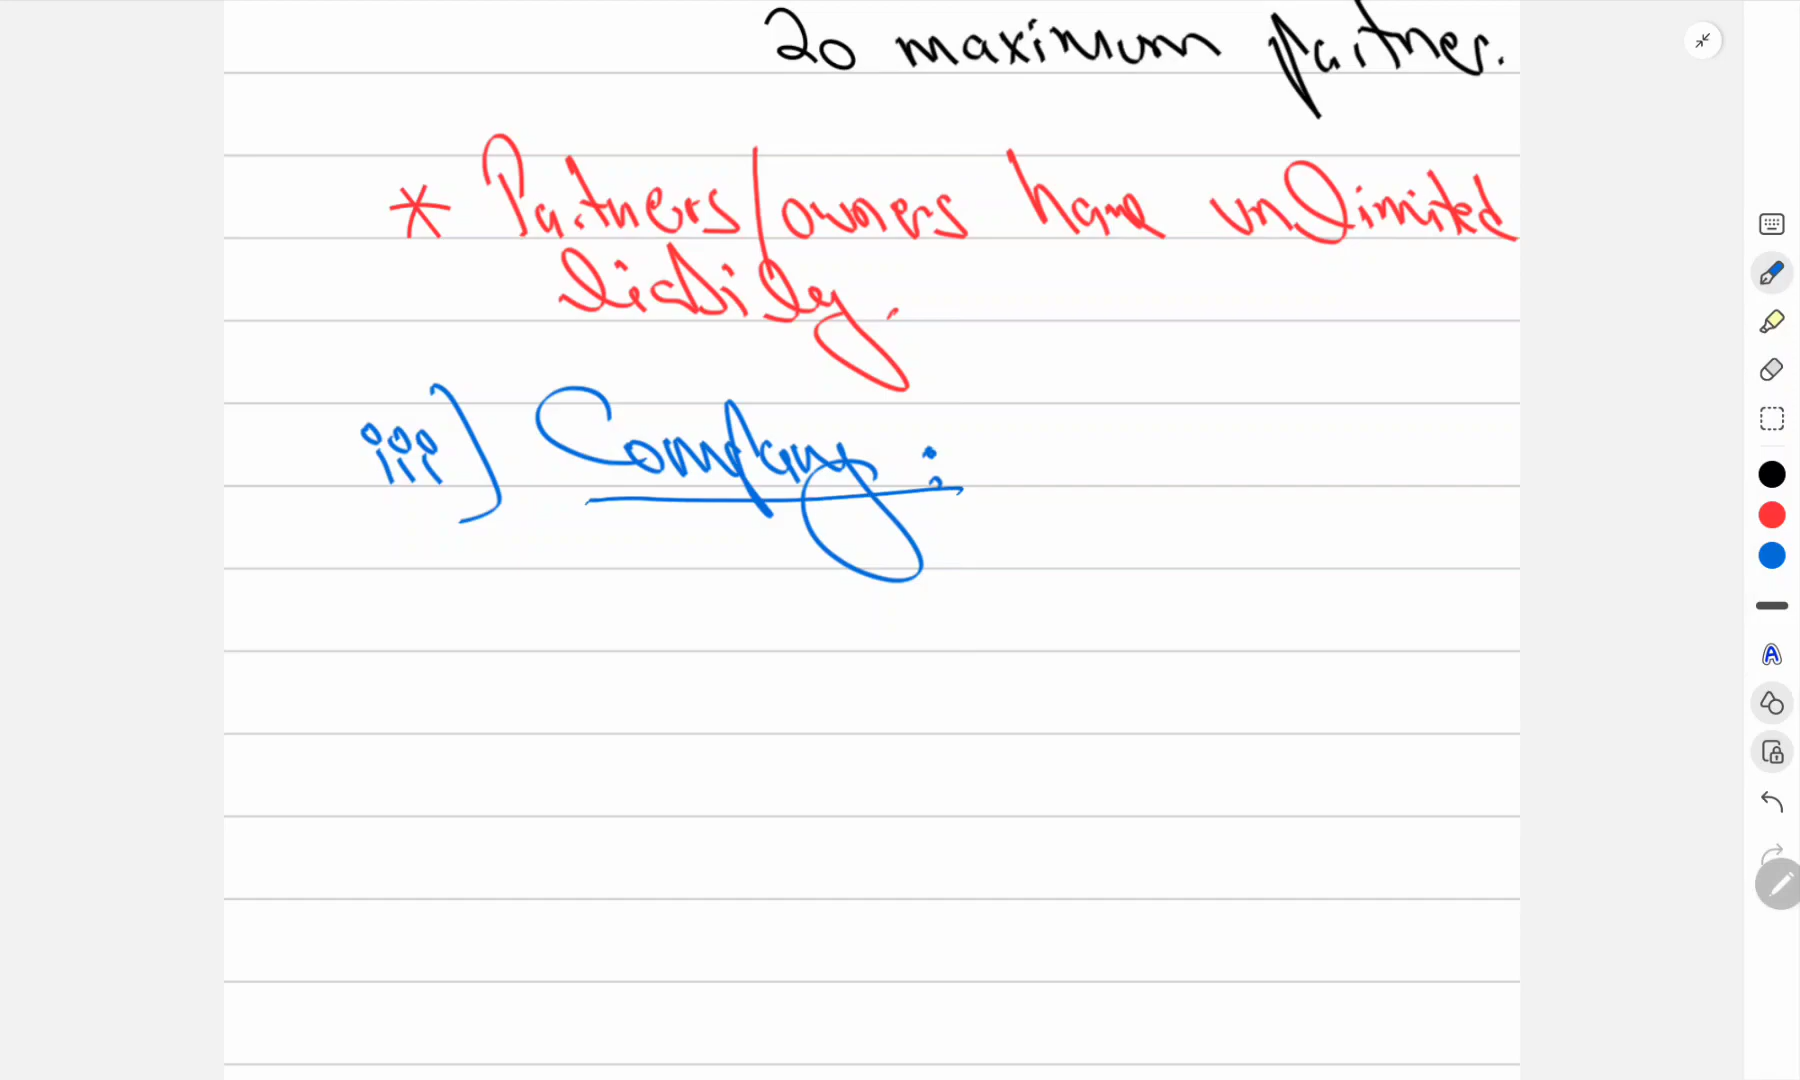 20 maximum partner.
* Partners/owners have unlimited
liability.
iii) Company: